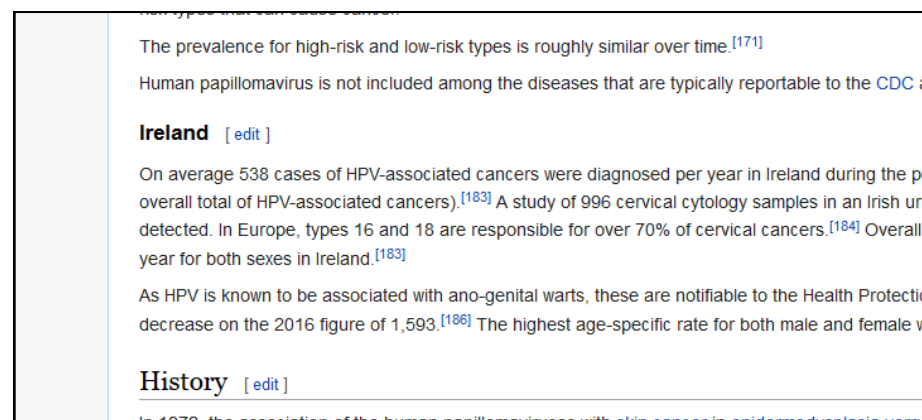 The prevalence for high-risk and low-risk types is roughly similar over time.[171]
Human papillomavirus is not included among the diseases that are typically reportable to the CDC
Ireland [ edit ]
On average 538 cases of HPV-associated cancers were diagnosed per year in Ireland during the
overall total of HPV-associated cancers).[183] A study of 996 cervical cytology samples in an Irish
detected. In Europe, types 16 and 18 are responsible for over 70% of cervical cancers.[184] Overall
year for both sexes in Ireland.[183]
As HPV is known to be associated with ano-genital warts, these are notifiable to the Health
decrease on the 2016 figure of 1,593.[186] The highest age-specific rate for both male and female
History [ edit ]